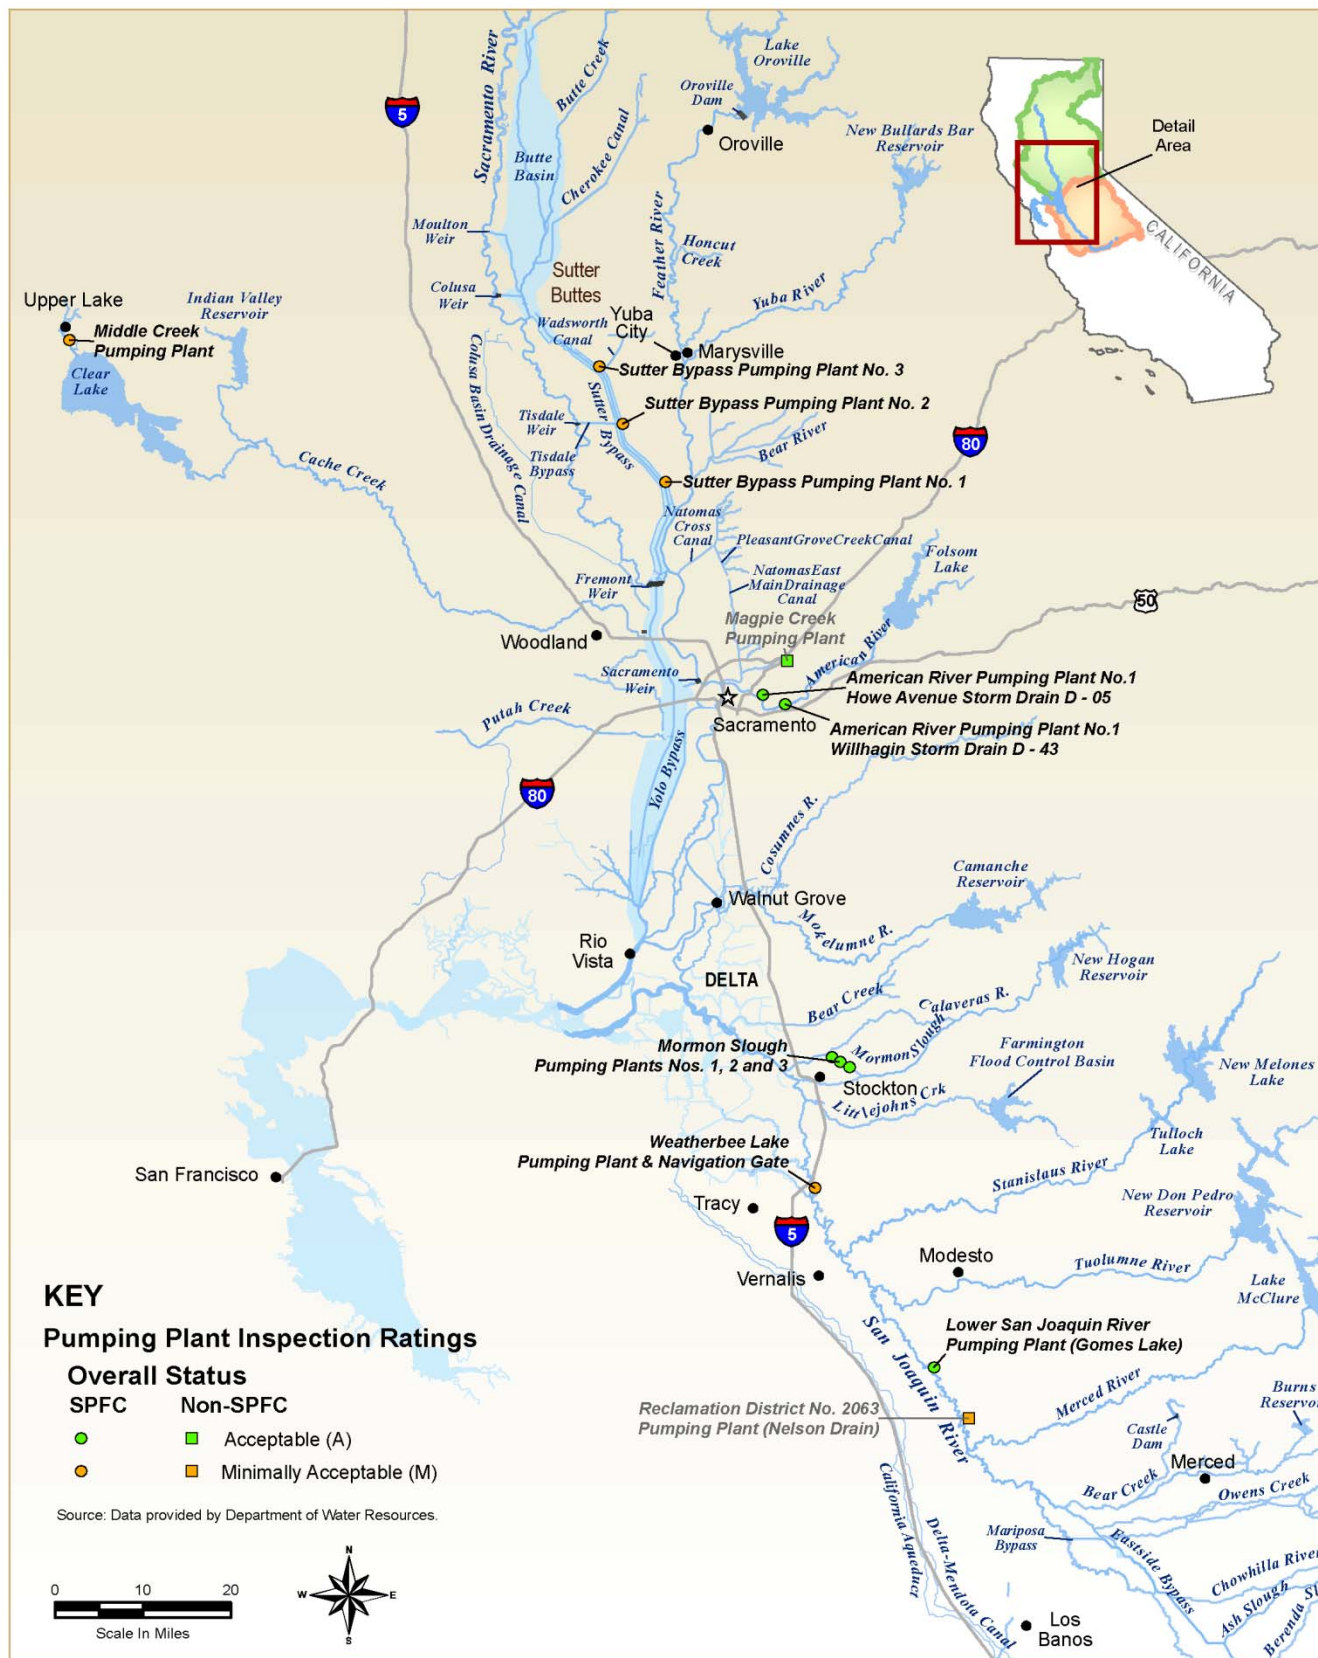 Lake
Oroville
Oroville
Dam
Oroville
New Bullards Bar
Reservoir
Detail
Area
CALIFORNIA
5
Sacramento River
Butte Creek
Butte
Basin
Cherokee Canal
Feather River
Honcut
Creek
Yuba River
Moulton
Weir
Colusa
Weir
Sutter
Buttes
Wadsworth
Canal
Yuba
City
Marysville
Upper Lake
Middle Creek
Pumping Plant
Clear
Lake
Indian Valley
Reservoir
Colusa Basin Drainage Canal
Sutter Bypass Pumping Plant No. 3
Sutter Bypass Pumping Plant No. 2
Sutter Bypass
Tisdale
Weir
Tisdale
Bypass
Bear River
80
Cache Creek
Sutter Bypass Pumping Plant No. 1
Natomas
Cross
Canal
PleasantGroveCreekCanal
NatomasEast
MainDrainage
Canal
Folsom
Lake
50
Fremont
Weir
Woodland
Magpie Creek
Pumping Plant
American River
Sacramento
Weir
American River Pumping Plant No.1
Howe Avenue Storm Drain D - 05
Sacramento
American River Pumping Plant No.1
Willhagin Storm Drain D - 43
Putah Creek
Yolo Bypass
80
Cosumnes R.
Camanche
Reservoir
Walnut Grove
Mokelumne R.
Rio
Vista
DELTA
New Hogan
Reservoir
Bear Creek
Calaveras R.
Mormon Slough
Mormon Slough
Pumping Plants Nos. 1, 2 and 3
Farmington
Flood Control Basin
Stockton
Littlejohns Crk
New Melones
Lake
Tulloch
Lake
Weatherbee Lake
Pumping Plant & Navigation Gate
Stanislaus River
San Francisco
Tracy
5
New Don Pedro
Reservoir
Modesto
Tuolumne River
Vernalis
Lake
McClure
San Joaquin River
Lower San Joaquin River
Pumping Plant (Gomes Lake)
Merced River
Burns
Reservoir
Reclamation District No. 2063
Pumping Plant (Nelson Drain)
Castle
Dam
Merced
Bear Creek
Owens Creek
California Aqueduct
Delta-Mendota Canal
Mariposa
Bypass
Eastside Bypass
Chowhilla River
Ash Slough
Berenda Sl
Los
Banos
KEY
Pumping Plant Inspection Ratings
Overall Status
SPFC Non-SPFC
Acceptable (A)
Minimally Acceptable (M)
Source: Data provided by Department of Water Resources.
0 10 20
Scale In Miles
N
W E
S